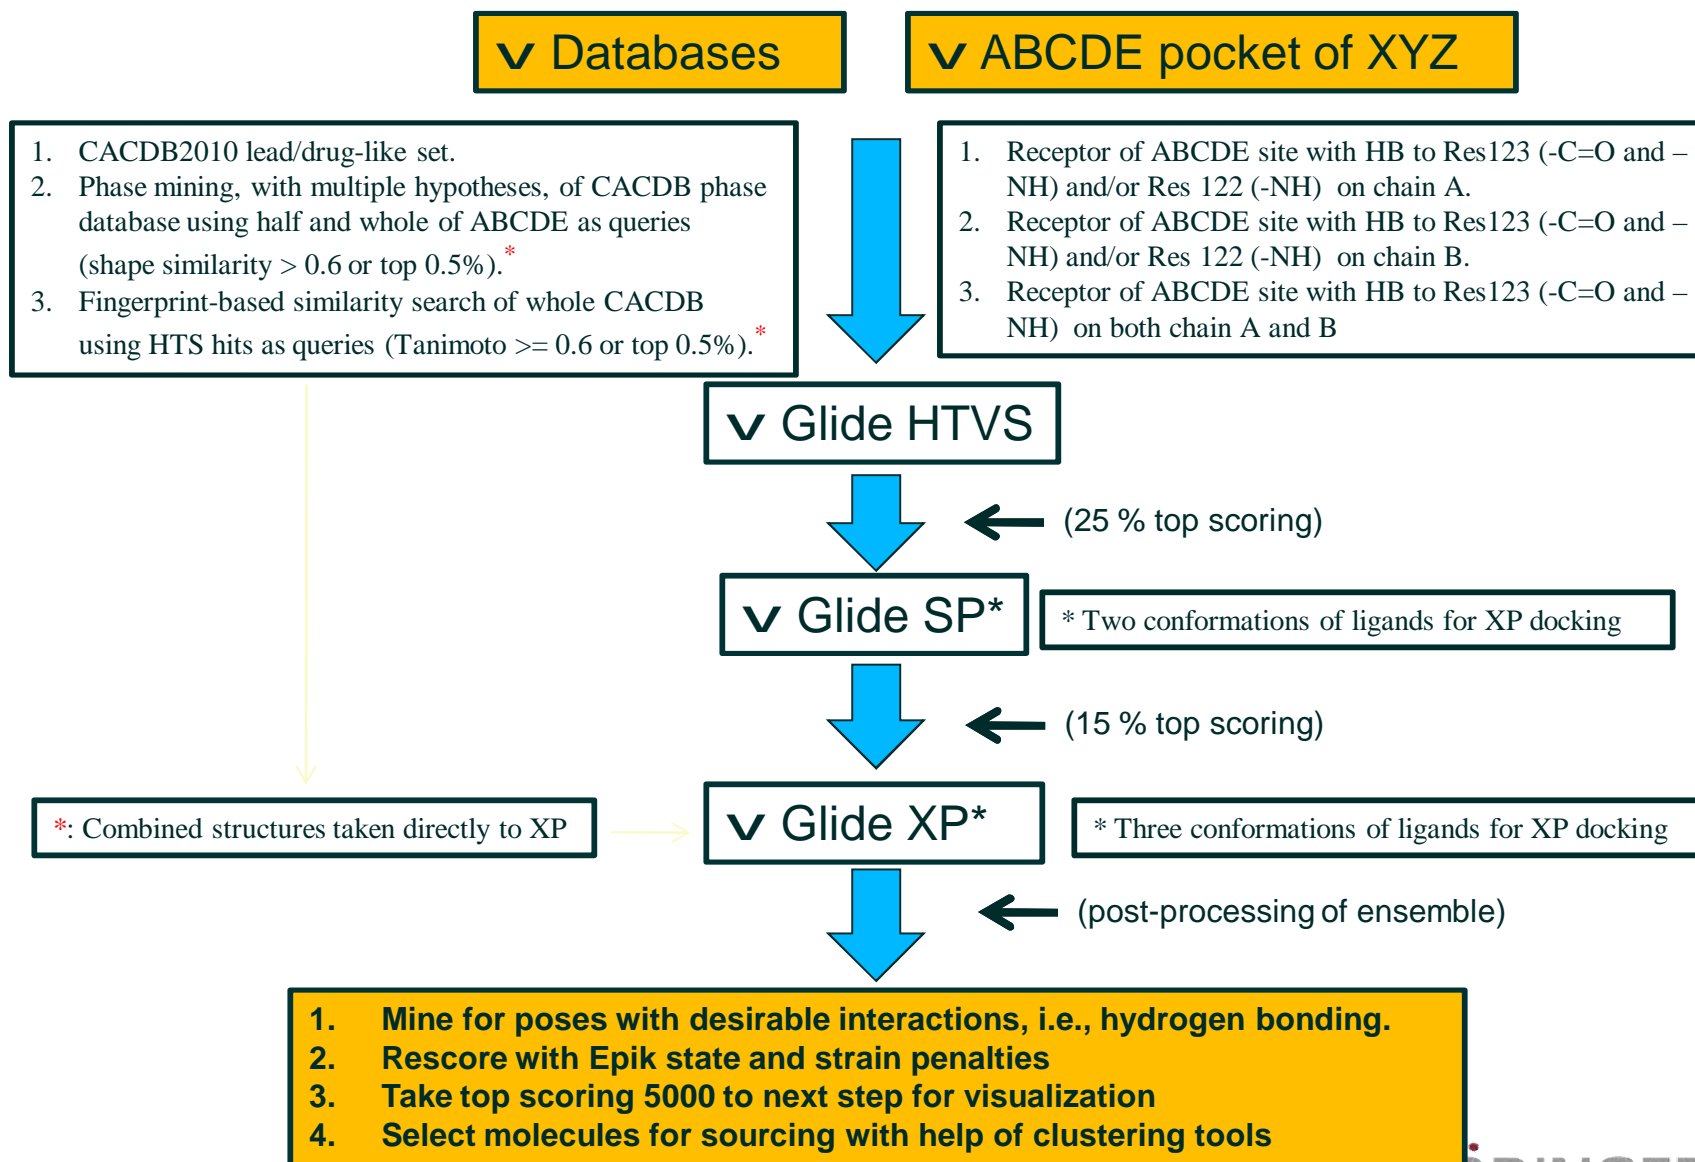 v Databases
v ABCDE pocket of XYZ
1. CACDB2010 lead/drug-like set.
2. Phase mining, with multiple hypotheses, of CACDB phase
database using half and whole of ABCDE as queries
(shape similarity > 0.6 or top 0.5%).*
3. Fingerprint-based similarity search of whole CACDB
using HTS hits as queries (Tanimoto >= 0.6 or top 0.5%).*
1. Receptor of ABCDE site with HB to Res123 (-C=O and –
NH) and/or Res 122 (-NH) on chain A.
2. Receptor of ABCDE site with HB to Res123 (-C=O and –
NH) and/or Res 122 (-NH) on chain B.
3. Receptor of ABCDE site with HB to Res123 (-C=O and –
NH) on both chain A and B
v Glide HTVS
(25 % top scoring)
v Glide SP*
* Two conformations of ligands for XP docking
(15 % top scoring)
*: Combined structures taken directly to XP
v Glide XP*
* Three conformations of ligands for XP docking
(post-processing of ensemble)
1. Mine for poses with desirable interactions, i.e., hydrogen bonding.
2. Rescore with Epik state and strain penalties
3. Take top scoring 5000 to next step for visualization
4. Select molecules for sourcing with help of clustering tools